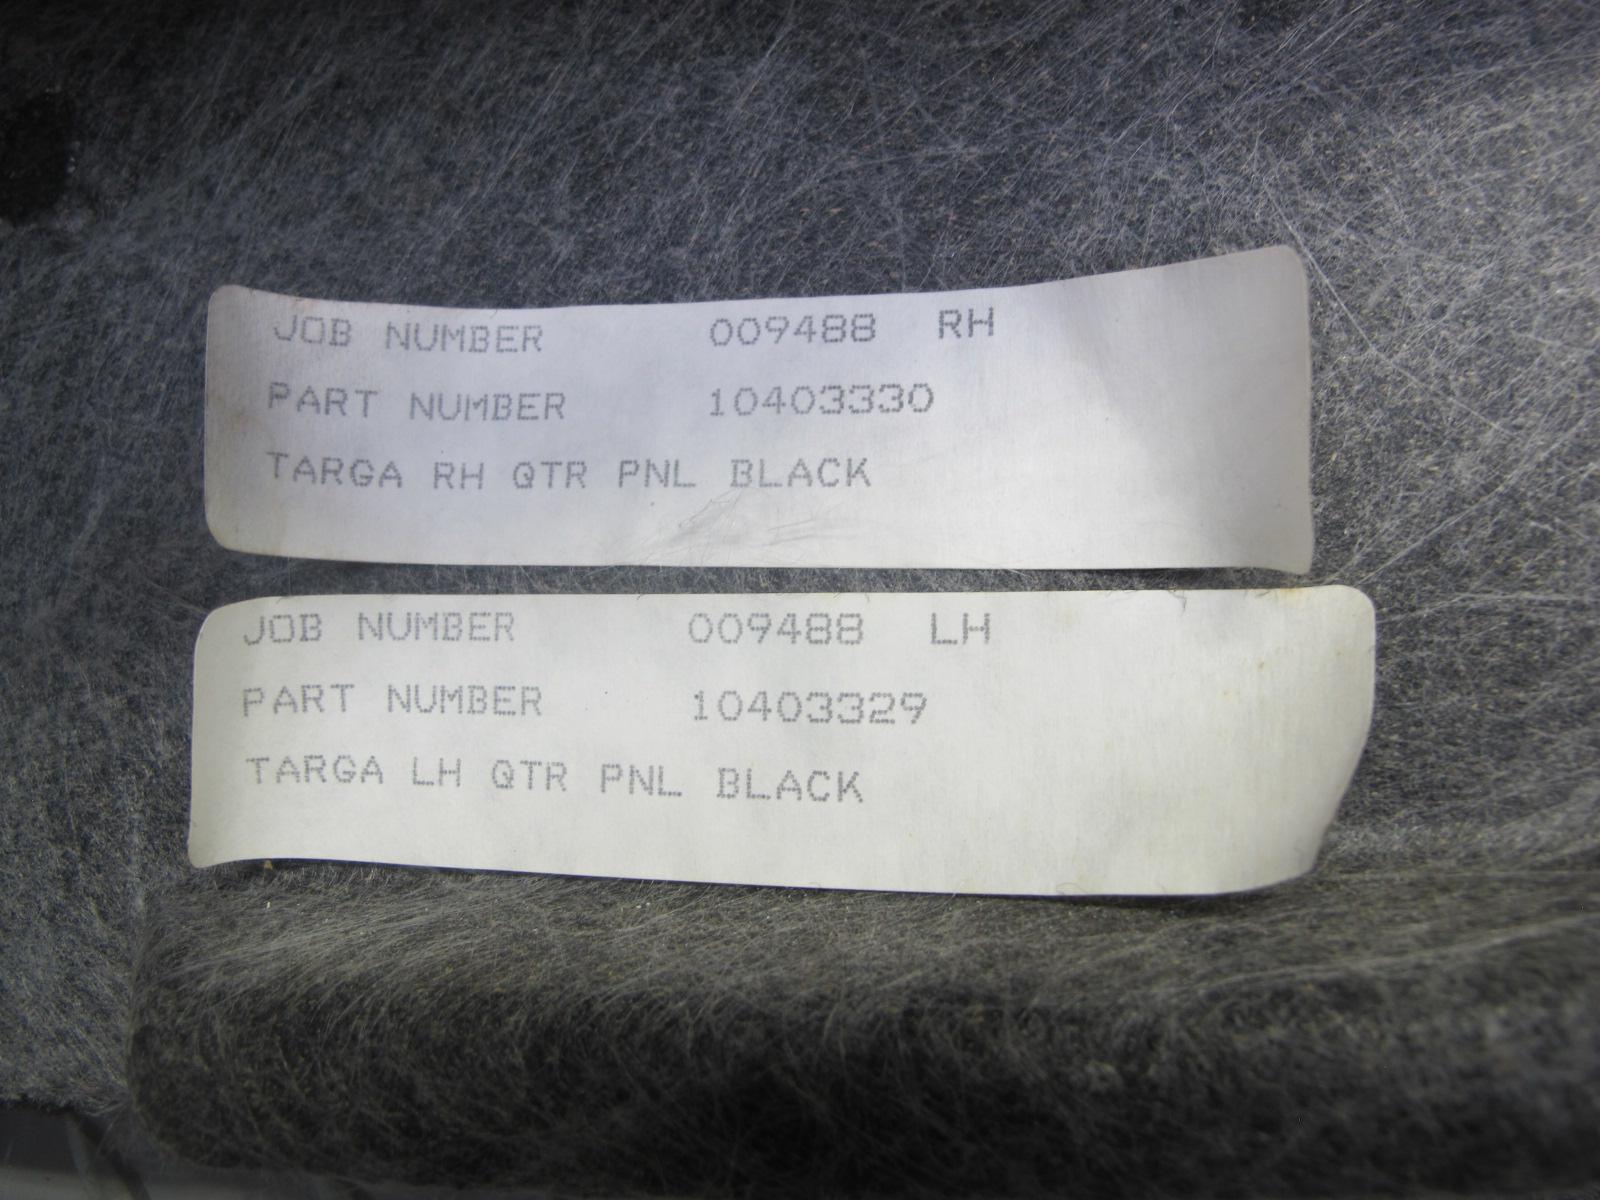 JOB NUMBER 009488 RH
PART NUMBER 10403330
TARGA RH QTR PNL BLACK
JOB NUMBER 009488 LH
PART NUMBER 10403329
TARGA LH QTR PNL BLACK